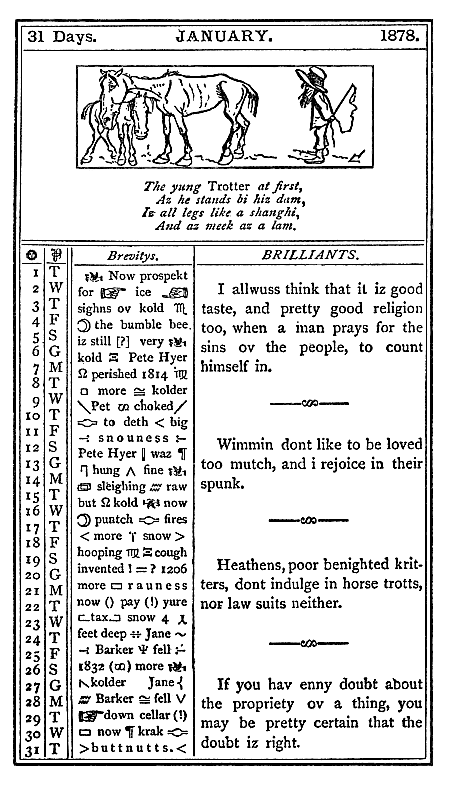 31 Days. JANUARY. 1878.
The yung Trotter at first,
Az he stands bi hiz dam,
Iz all legs like a shanghi,
And az meek az a lam.
Brevitys.
1 T
2 W
3 T
4 F
5 S
6 G
7 M
8 T
9 W
10 T
11 F
12 S
13 G
14 M
15 T
16 W
17 T
18 F
19 S
20 G
21 M
22 T
23 W
24 T
25 F
26 S
27 G
28 M
29 T
30 W
31 T
Now prospekt
for ☞ ice
sighns ov kold ♏
☽ the bumble bee.
iz still [?] very
kold Pete Hyer
Ω perished 1814 ♍
□ more ≅ kolder
\Pet ∞ choked/
to deth < big
snouness
Pete Hyer ‖ waz ¶
hung ∧ fine
sleighing ▱ raw
but Ω kold now
☽ puntch fires
< more ♈ snow >
hooping ♍ cough
invented ! = ? 1206
more ▭ rauness
now () pay (!) yure
tax. snow 4
feet deep ÷ Jane ~
Barker Ψ fell :-
1832 (∞) more
kolder Jane {
▱ Barker ≅ fell V
☞ down cellar (!)
▭ now ¶ krak
>buttnutts.<
BRILLIANTS.
I allwuss think that it iz good
taste, and pretty good religion
too, when a man prays for the
sins ov the people, to count
himself in.
Wimmin dont like to be loved
too mutch, and i rejoice in their
spunk.
Heathens, poor benighted krit-
ters, dont indulge in horse trotts,
nor law suits neither.
If you hav enny doubt about
the propriety ov a thing, you
may be pretty certain that the
doubt iz right.